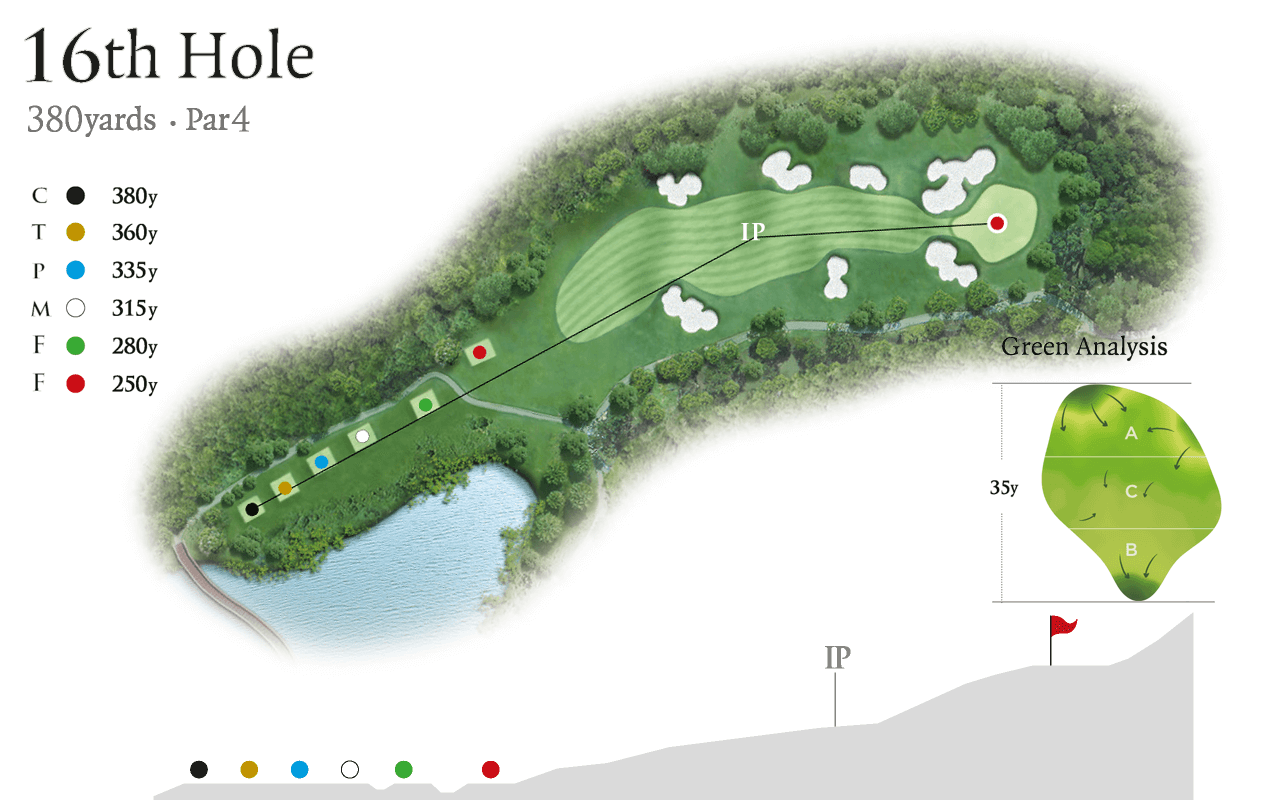 16th Hole
380yards · Par4
C 380y
T 360y
P 335y
M 315y
F 280y
F 250y
IP
Green Analysis
A
35y
C
B
IP